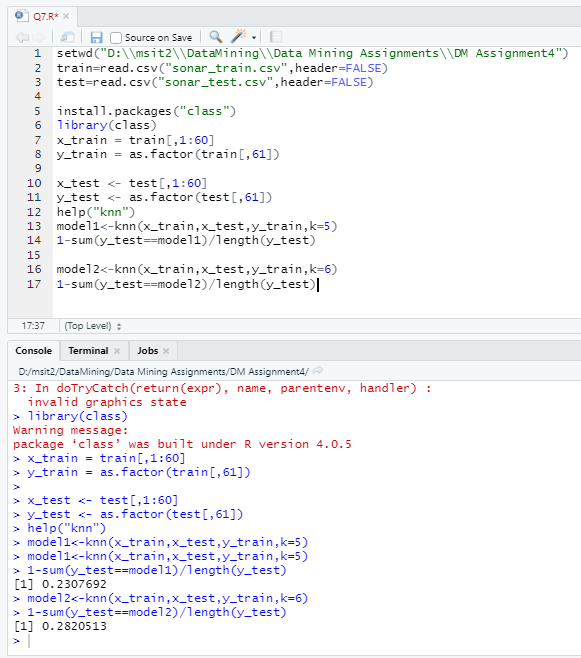 Q7.R*
Source on Save
1 setwd("D:\\msit2\\DataMining\\Data Mining Assignments\\DM Assignment4")
2 train=read.csv("sonar_train.csv",header=FALSE)
3 test=read.csv("sonar_test.csv",header=FALSE)
4
5 install.packages("class")
6 library(class)
7 x_train = train[,1:60]
8 y_train = as.factor(train[,61])
9
10 x_test <- test[,1:60]
11 y_test <- as.factor(test[,61])
12 help("knn")
13 model1<-knn(x_train,x_test,y_train,k=5)
14 1-sum(y_test==model1)/length(y_test)
15
16 model2<-knn(x_train,x_test,y_train,k=6)
17 1-sum(y_test==model2)/length(y_test)
17:37 (Top Level)
Console Terminal Jobs
D:/msit2/DataMining/Data Mining Assignments/DM Assignment4/
3: In doTryCatch(return(expr), name, parentenv, handler) :
invalid graphics state
> library(class)
Warning message:
package ‘class’ was built under R version 4.0.5
> x_train = train[,1:60]
> y_train = as.factor(train[,61])
>
> x_test <- test[,1:60]
> y_test <- as.factor(test[,61])
> help("knn")
> model1<-knn(x_train,x_test,y_train,k=5)
> model1<-knn(x_train,x_test,y_train,k=5)
> 1-sum(y_test==model1)/length(y_test)
[1] 0.2307692
> model2<-knn(x_train,x_test,y_train,k=6)
> 1-sum(y_test==model2)/length(y_test)
[1] 0.2820513
>